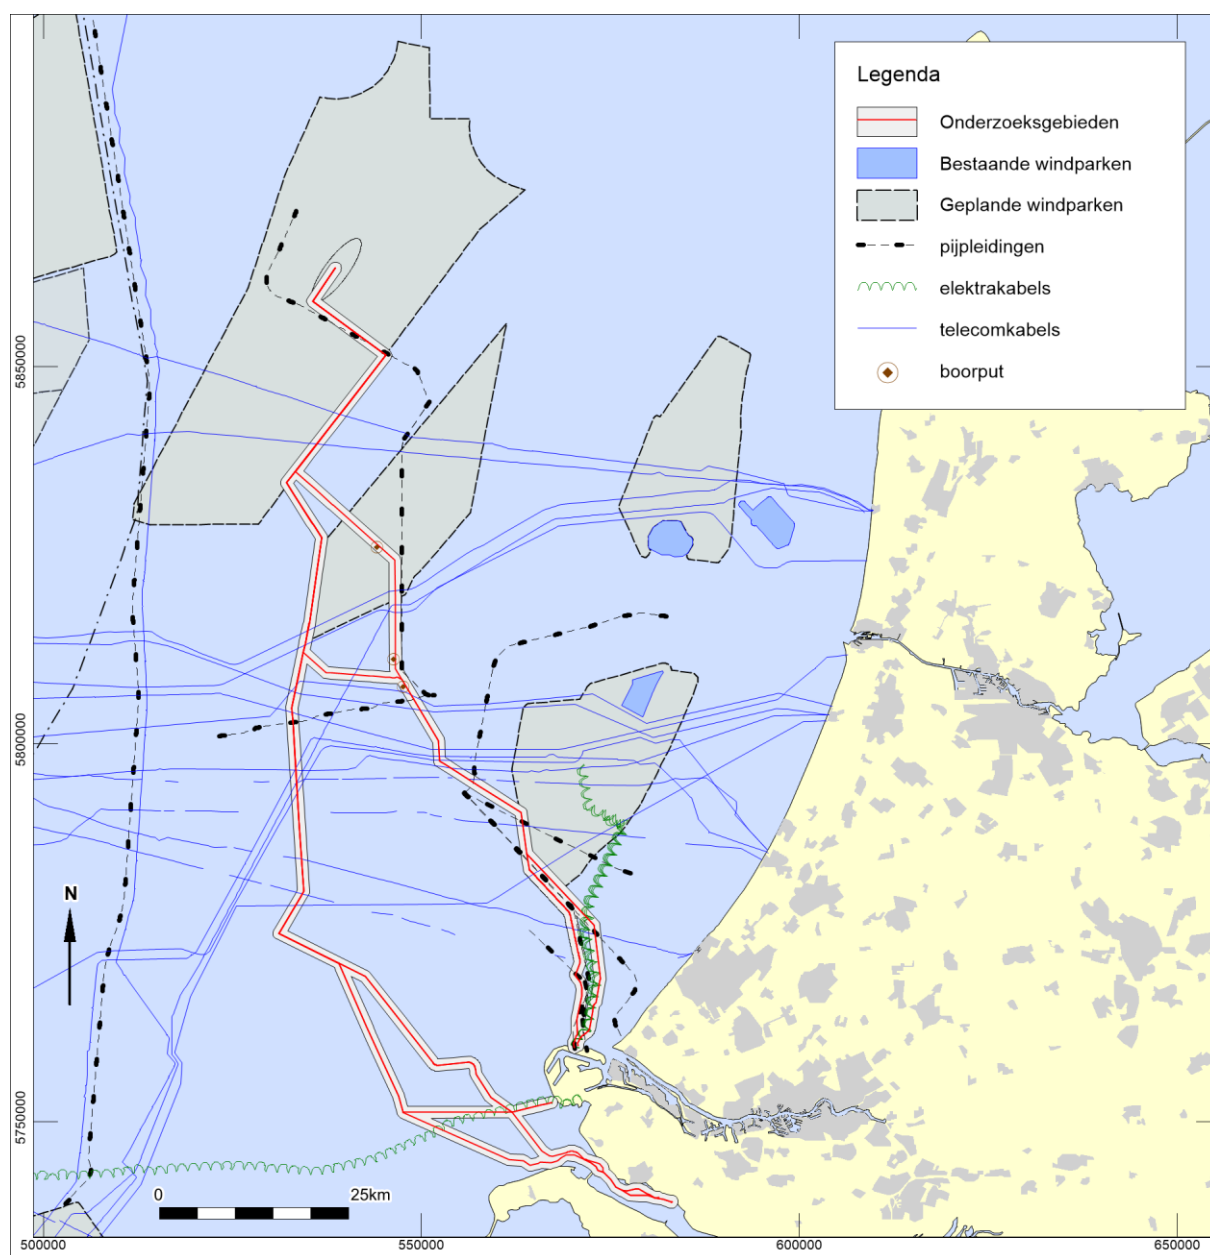 Legenda
Onderzoeksgebieden
Bestaande windparken
Geplande windparken
pijpleidingen
elektrakabels
telecomkabels
boorput
5850000
5800000
5750000
N
0 25km
500000 550000 600000 650000